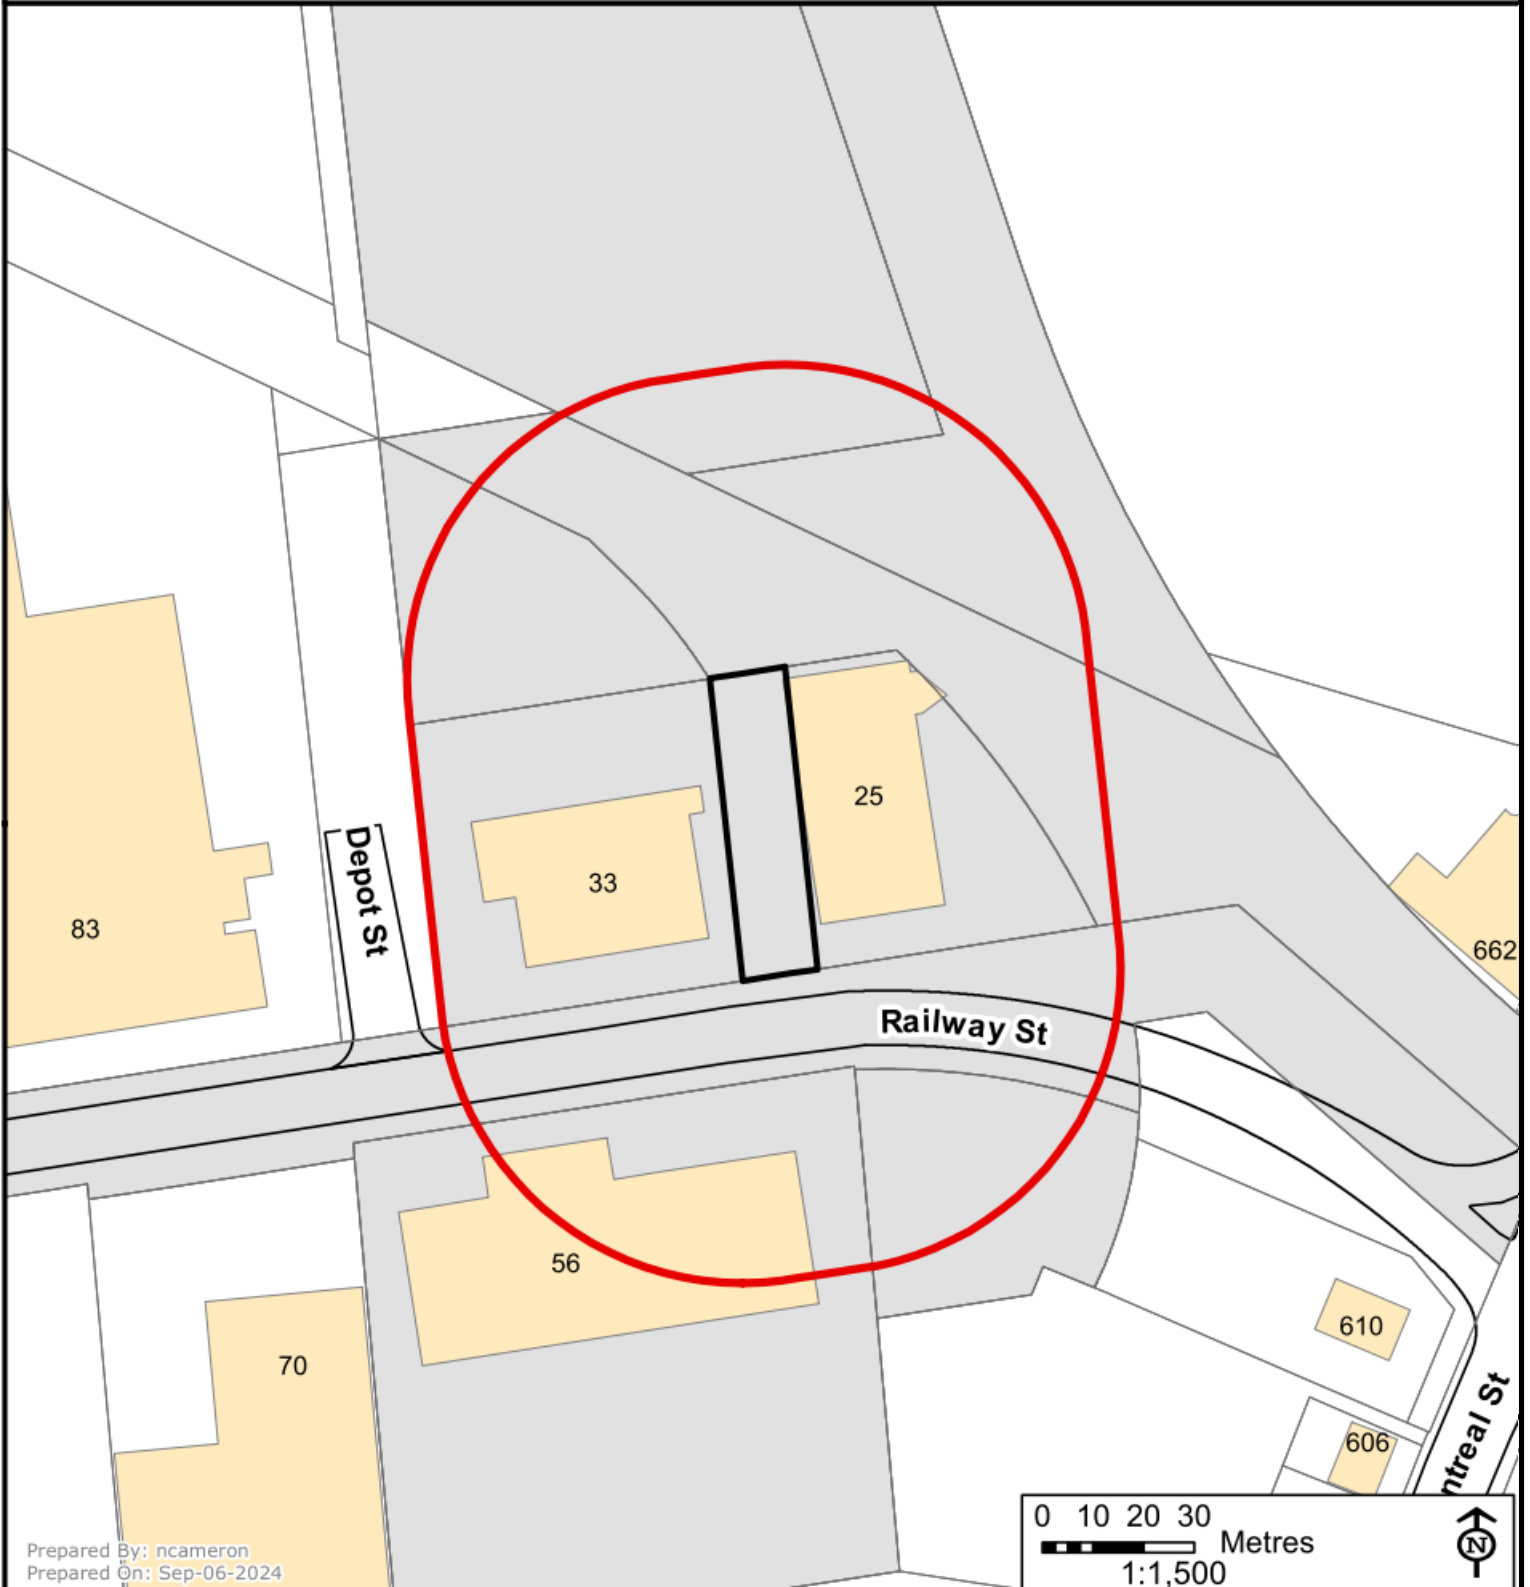 25
33
Depot St
83
662
Railway St
56
610
70
606
ntreal St
0 10 20 30
Metres
1:1,500
N
Prepared By: ncameron
Prepared On: Sep-06-2024